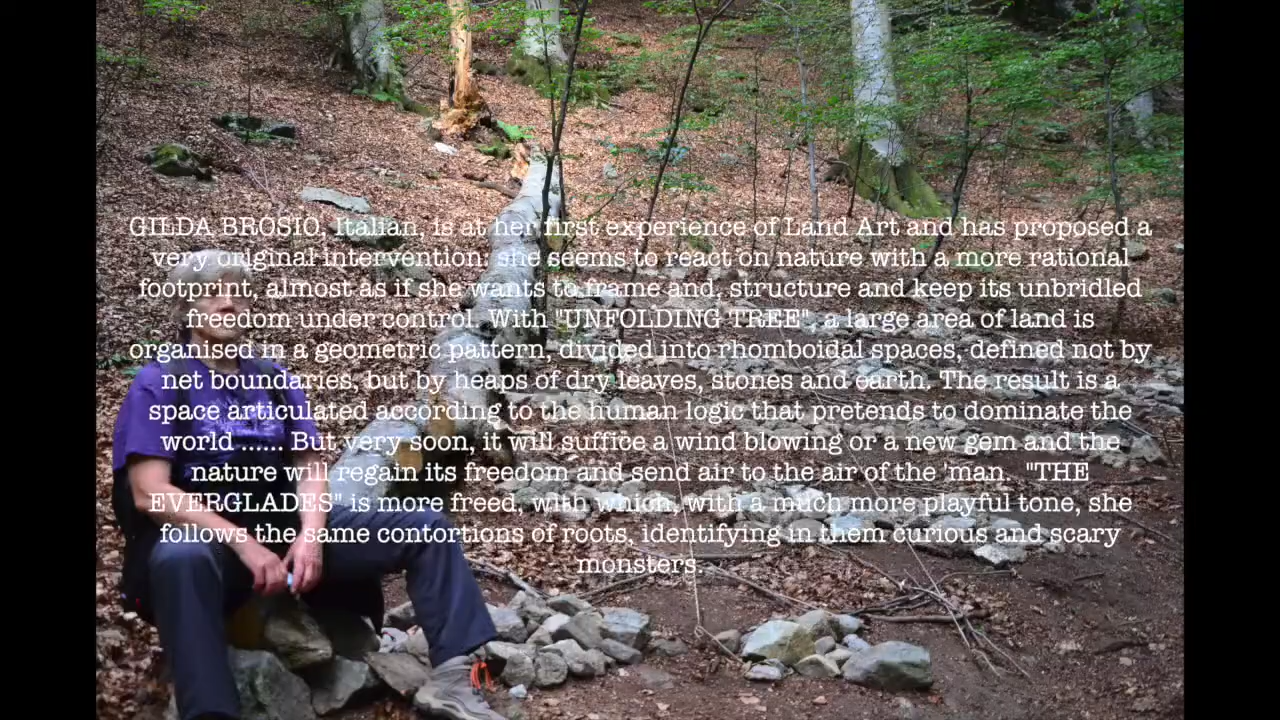 GILDA BROSIO, Italian, is at her first experience of Land Art and has proposed a
very original intervention: she seems to react on nature with a more rational
footprint, almost as if she wants to frame and, structure and keep its unbridled
freedom under control. With "UNFOLDING TREE", a large area of land is
organised in a geometric pattern, divided into rhomboidal spaces, defined not by
net boundaries, but by heaps of dry leaves, stones and earth. The result is a
space articulated according to the human logic that pretends to dominate the
world ...... But very soon, it will suffice a wind blowing or a new gem and the
nature will regain its freedom and send air to the air of the 'man. "THE
EVERGLADES" is more freed, with which, with a much more playful tone, she
follows the same contortions of roots, identifying in them curious and scary
monsters.